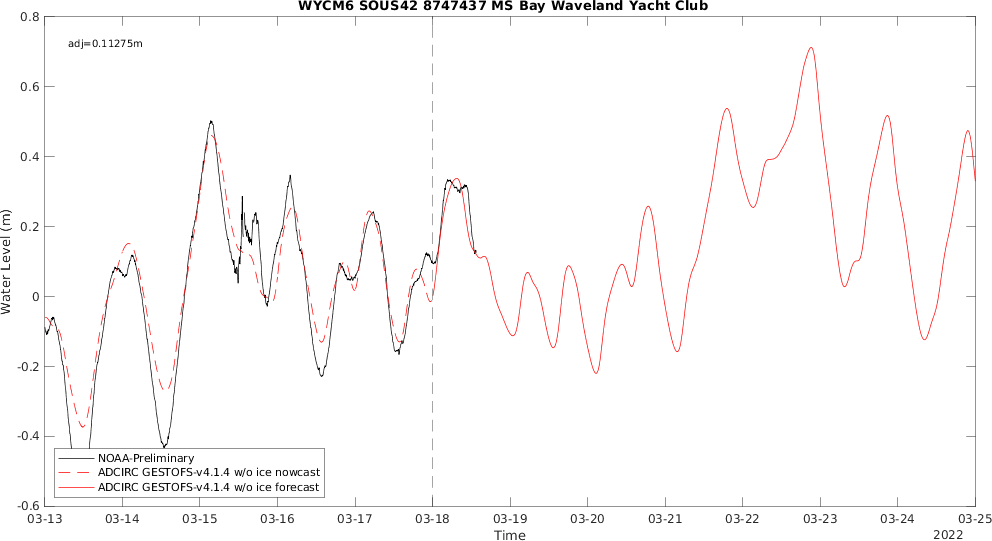 WYCM6 SOUS42 8747437 MS Bay Waveland Yacht Club
adj=0.11275m
0.8
0.6
0.4
0.2
0
-0.2
-0.4
-0.6
Water Level (m)
NOAA-Preliminary
ADCIRC GESTOFS-v4.1.4 w/o ice nowcast
ADCIRC GESTOFS-v4.1.4 w/o ice forecast
03-13 03-14 03-15 03-16 03-17 03-18 03-19 03-20 03-21 03-22 03-23 03-24 03-25
Time
2022